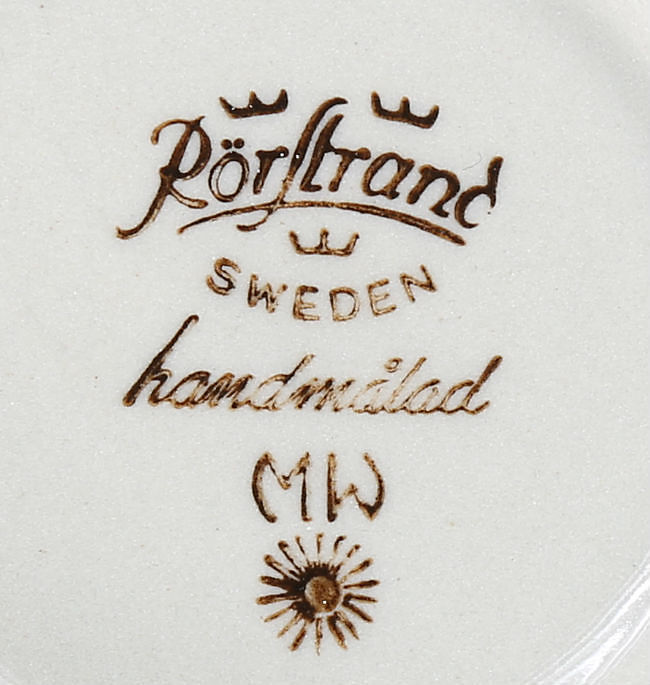 Rörstrand
SWEDEN
handmålad
MW